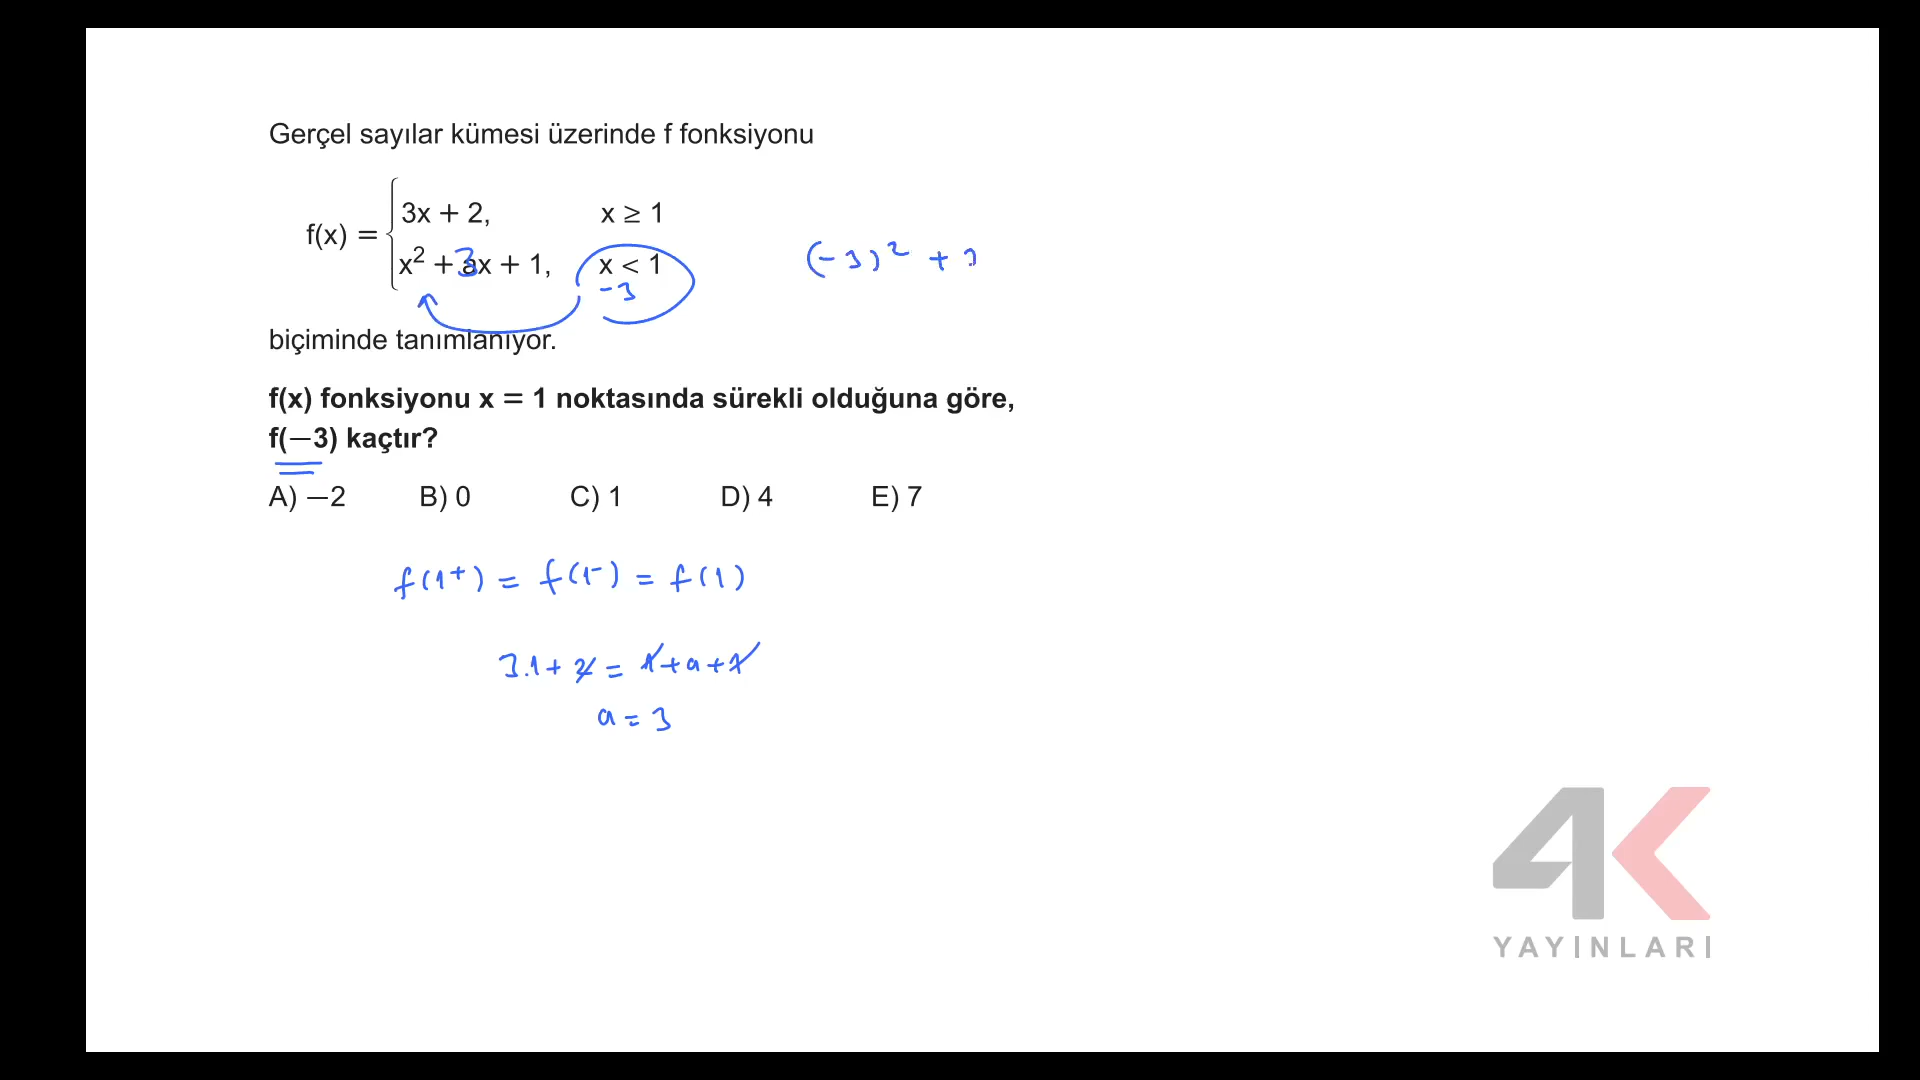 Gerçel sayılar kümesi üzerinde f fonksiyonu
3x + 2, x ≥ 1
f(x) =
x² + 3x + 1, x < 1
(-3)² + 3
-3
biçiminde tanımlanıyor.
f(x) fonksiyonu x = 1 noktasında sürekli olduğuna göre,
f(−3) kaçtır?
A) −2 B) 0 C) 1 D) 4 E) 7
f(1⁺) = f(1⁻) = f(1)
3.1 + 2 = 1 + a + 1
a = 3
4K
YAYINLARI